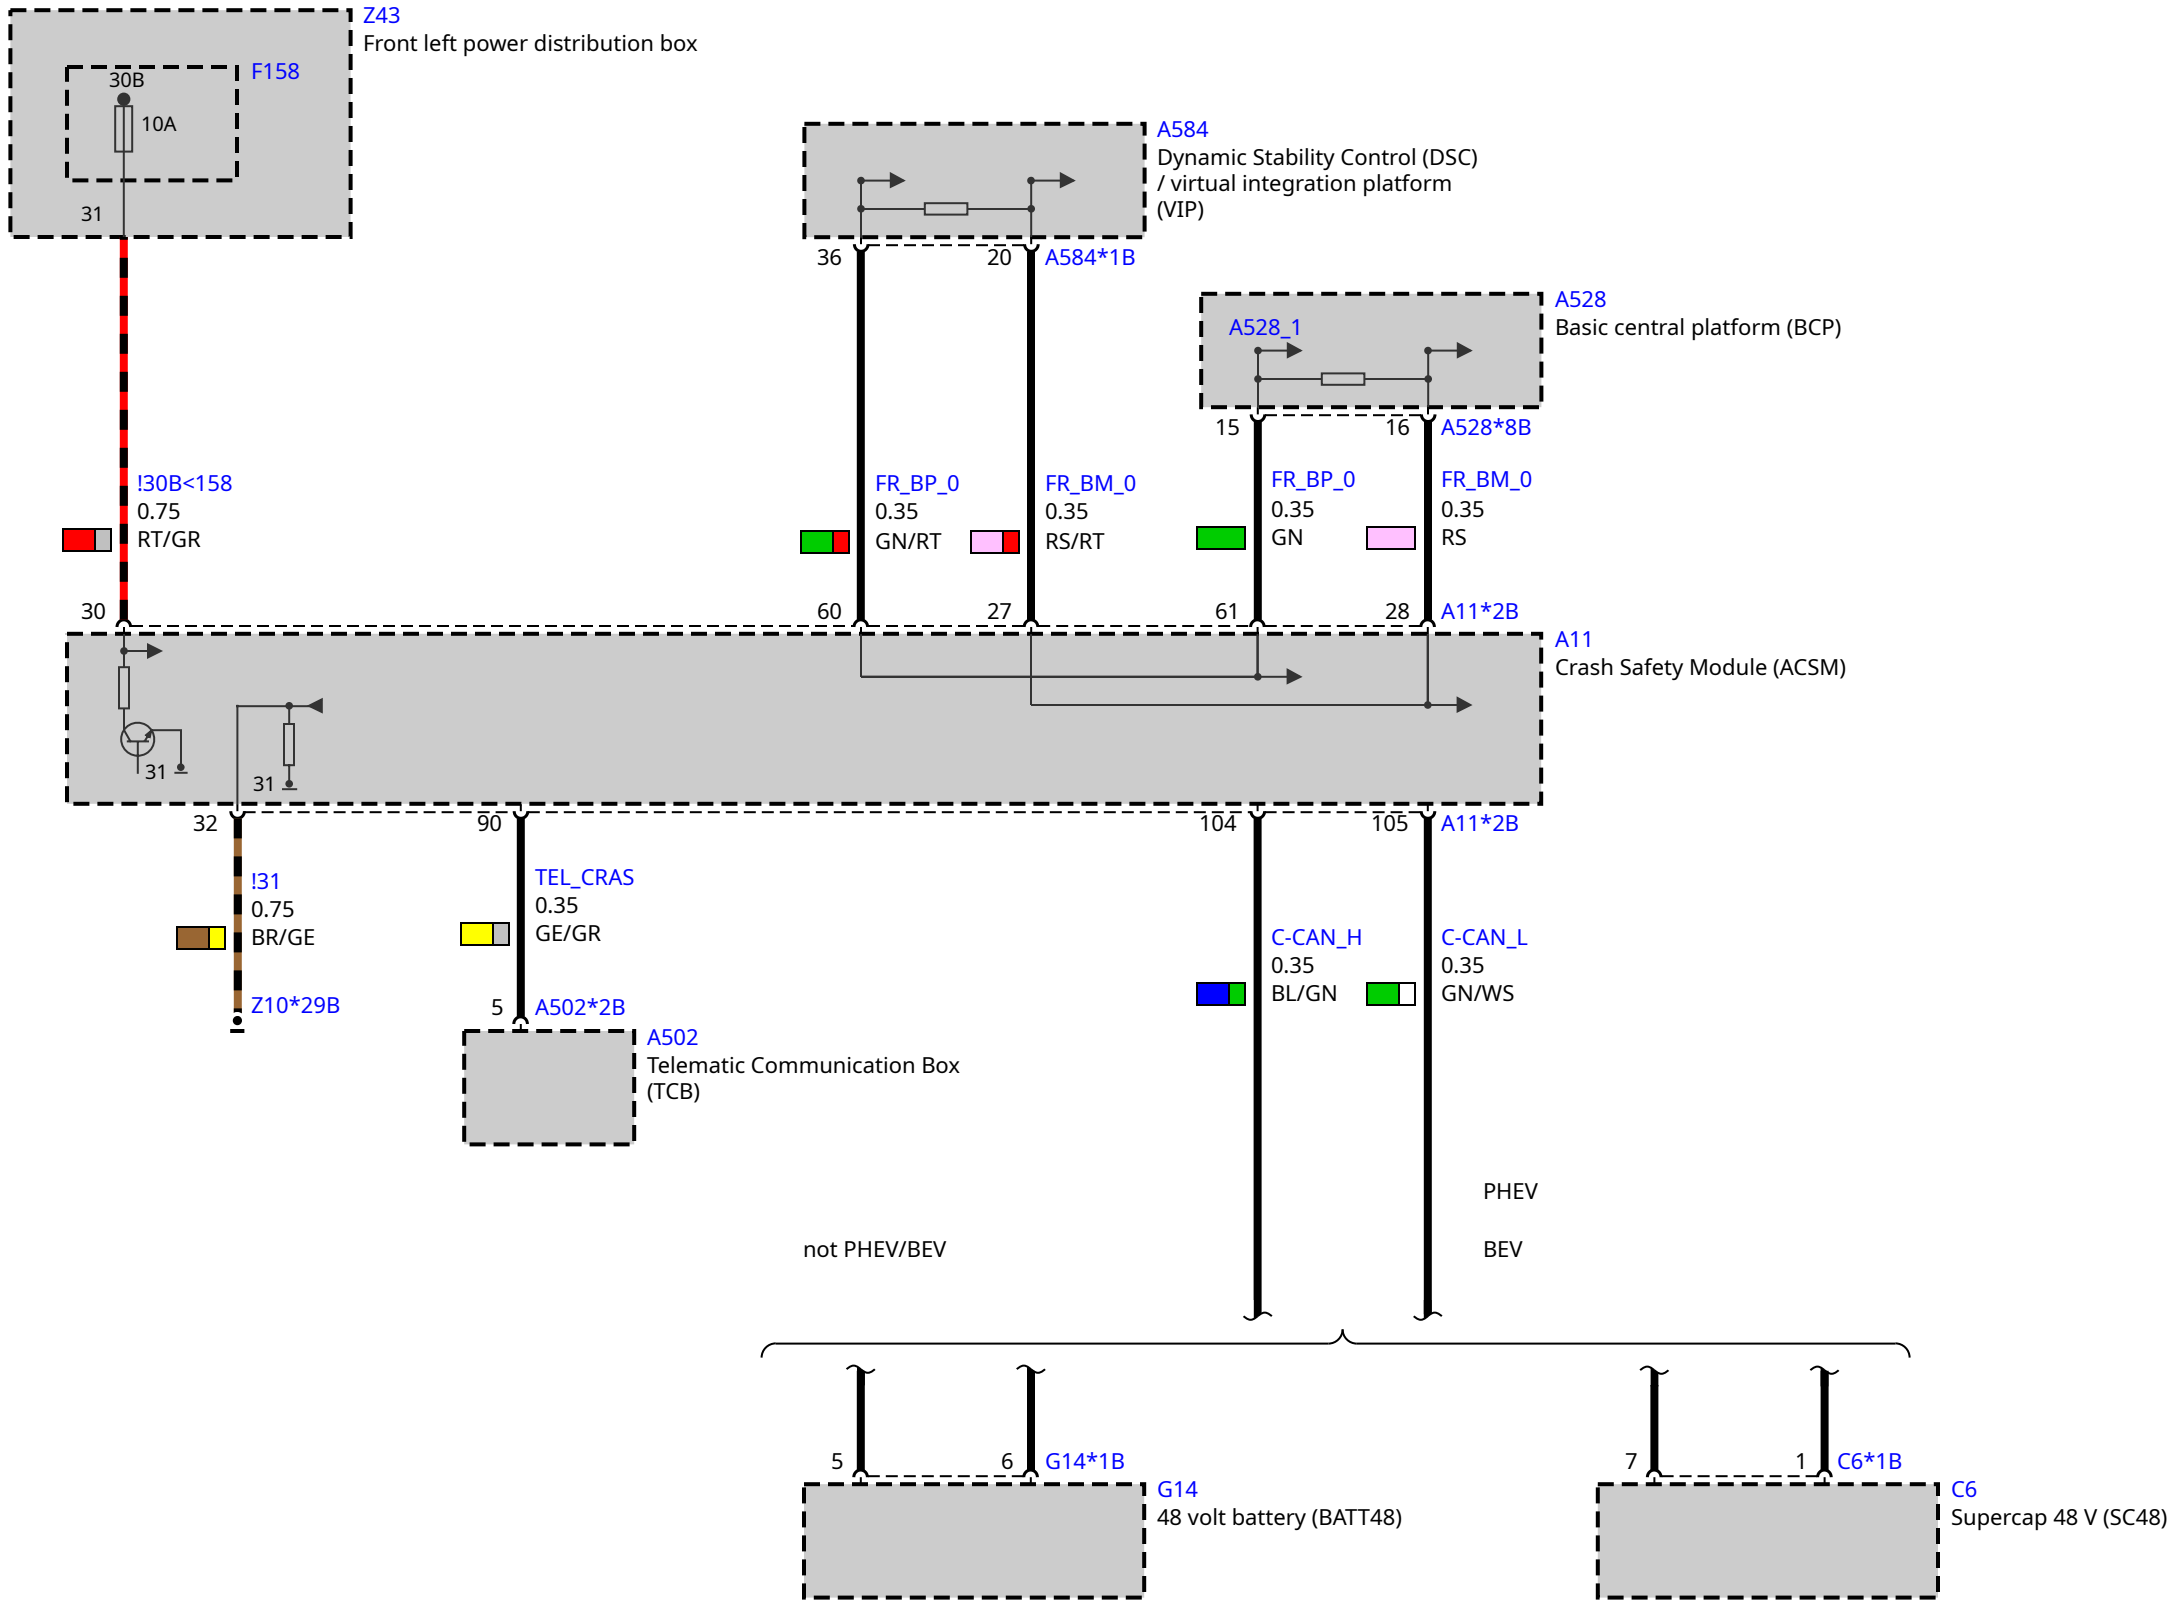 Z43
Front left power distribution box
F158
30B
10A
31
A584
Dynamic Stability Control (DSC)
/ virtual integration platform
(VIP)
36
20
A584*1B
A528
Basic central platform (BCP)
A528_1
15
16
A528*8B
!30B<158
0.75
RT/GR
FR_BP_0
0.35
GN/RT
FR_BM_0
0.35
RS/RT
FR_BP_0
0.35
GN
FR_BM_0
0.35
RS
30
60
27
61
28
A11*2B
A11
Crash Safety Module (ACSM)
31
31
32
90
104
105
A11*2B
!31
0.75
BR/GE
Z10*29B
TEL_CRAS
0.35
GE/GR
5
A502*2B
A502
Telematic Communication Box
(TCB)
C-CAN_H
0.35
BL/GN
C-CAN_L
0.35
GN/WS
PHEV
not PHEV/BEV
BEV
5
6
G14*1B
G14
48 volt battery (BATT48)
7
1
C6*1B
C6
Supercap 48 V (SC48)